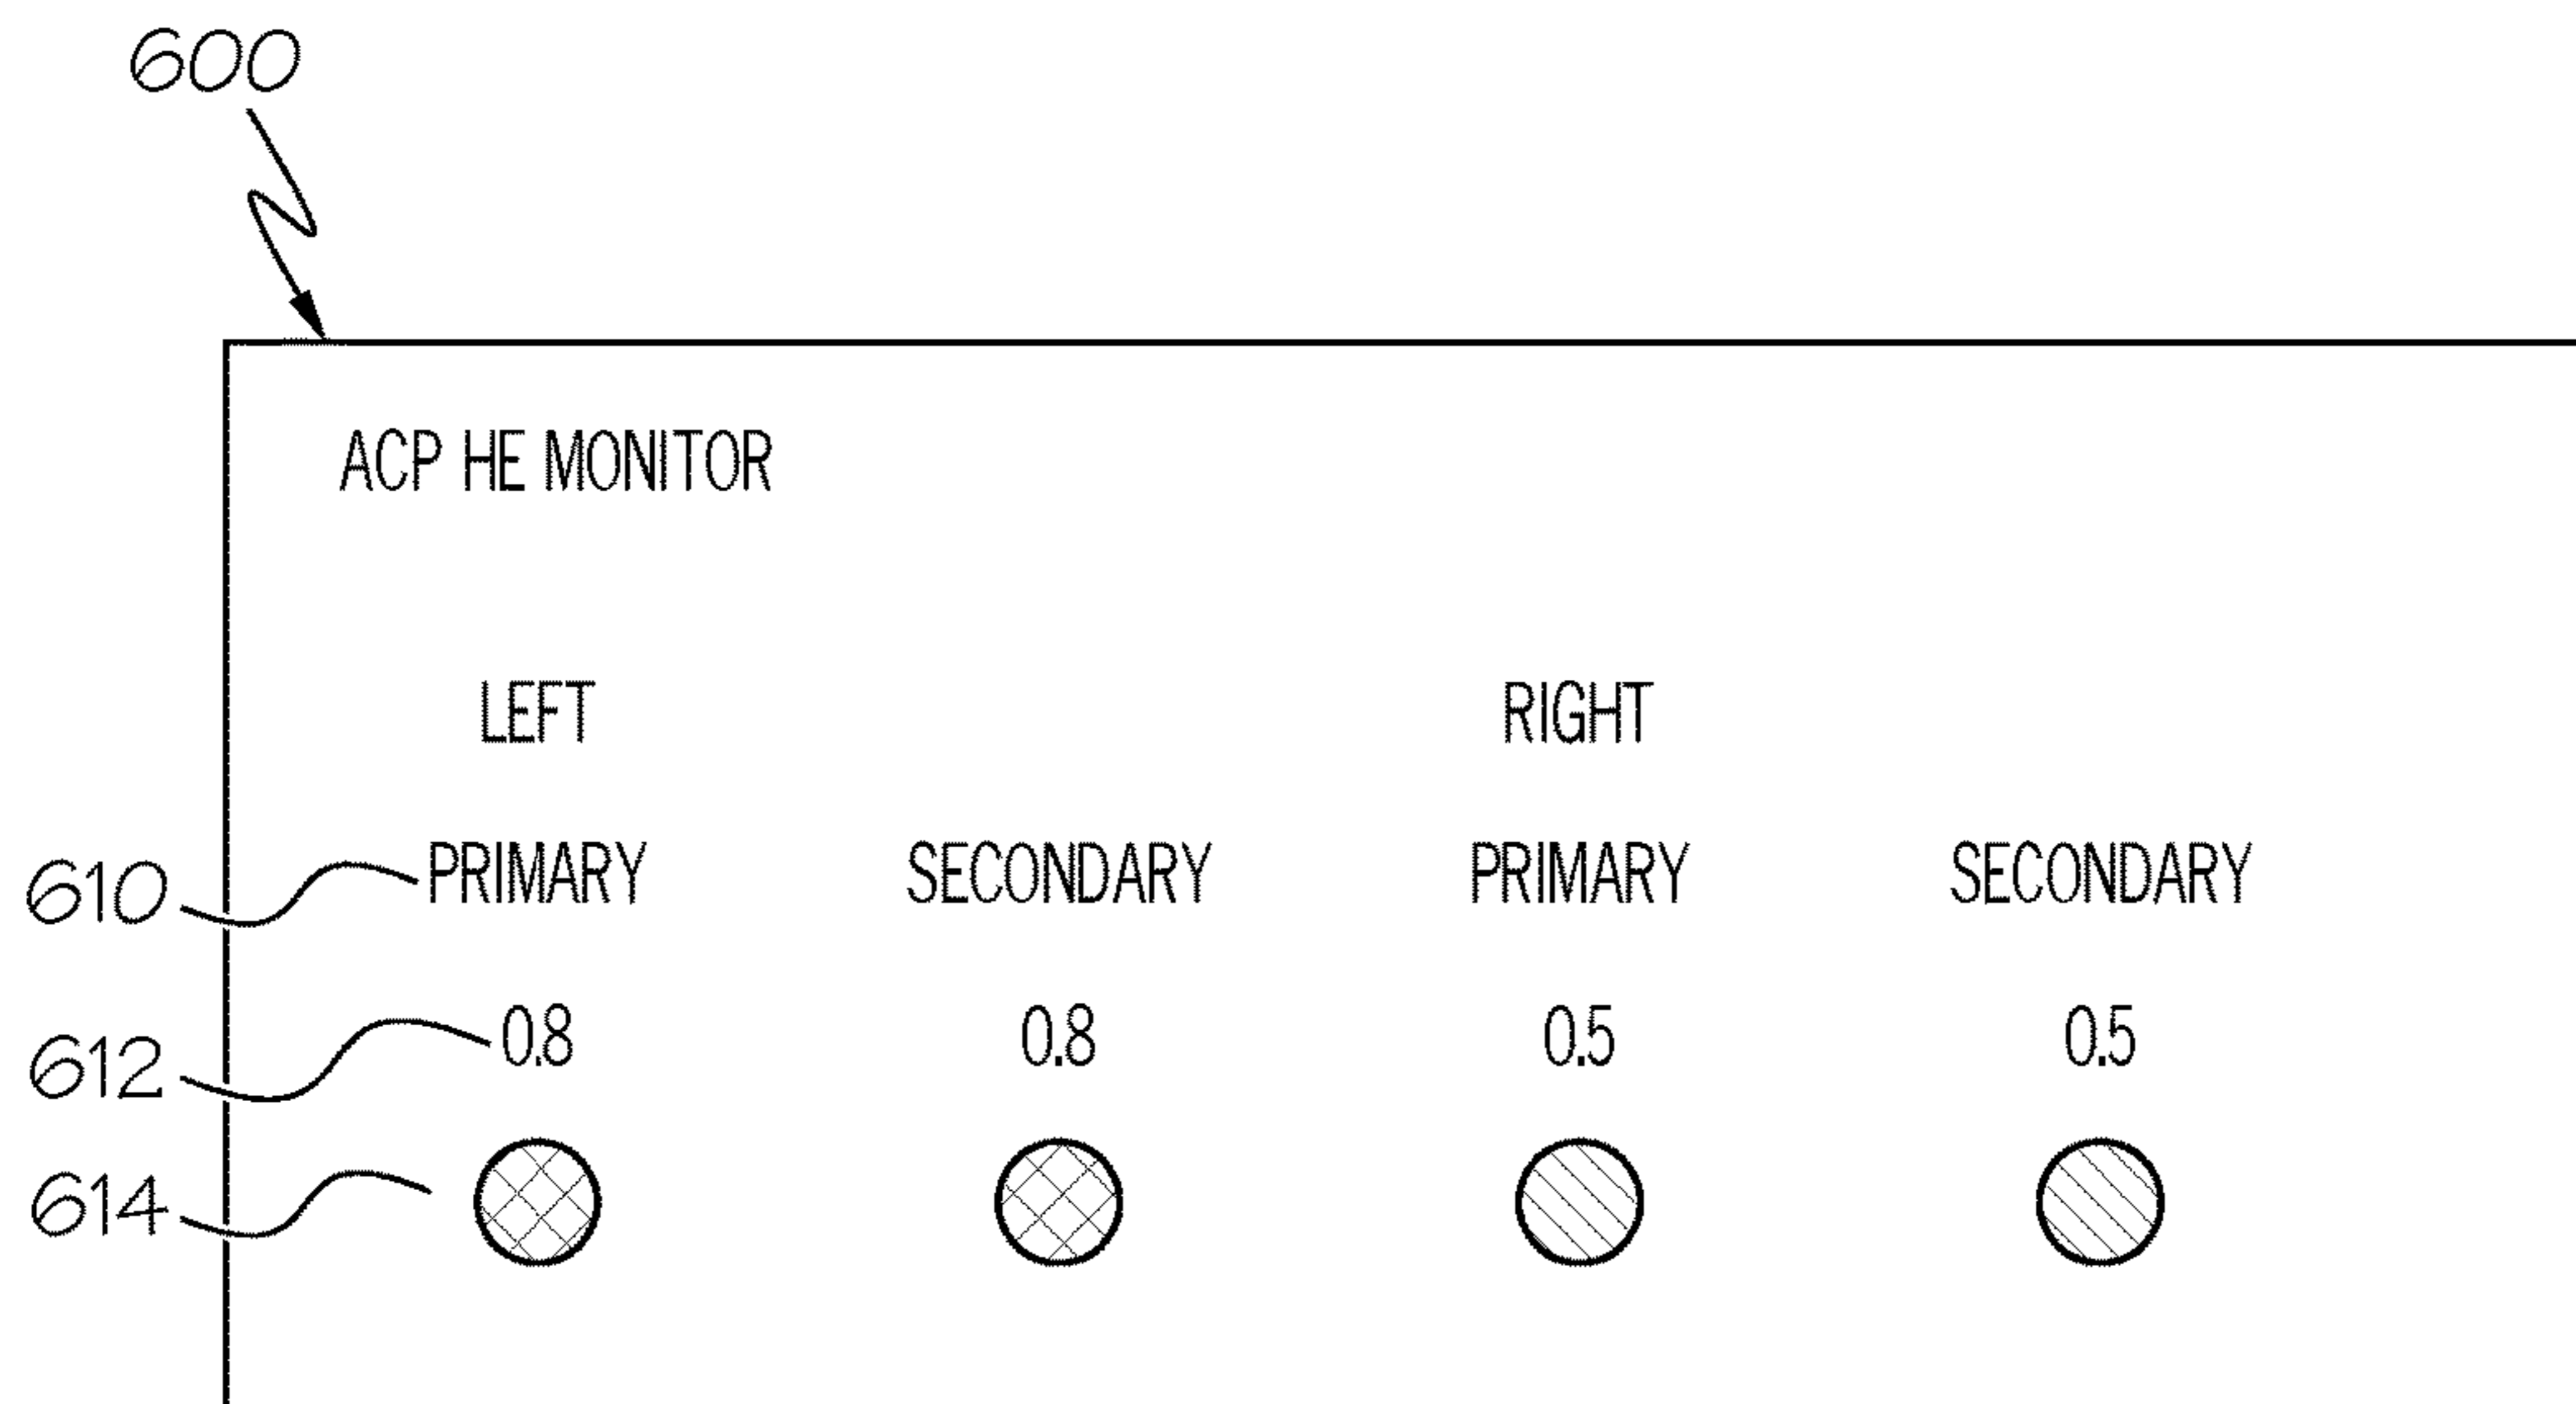 600
ACP HE MONITOR
LEFT RIGHT
610 PRIMARY SECONDARY PRIMARY SECONDARY
612 0.8 0.8 0.5 0.5
614